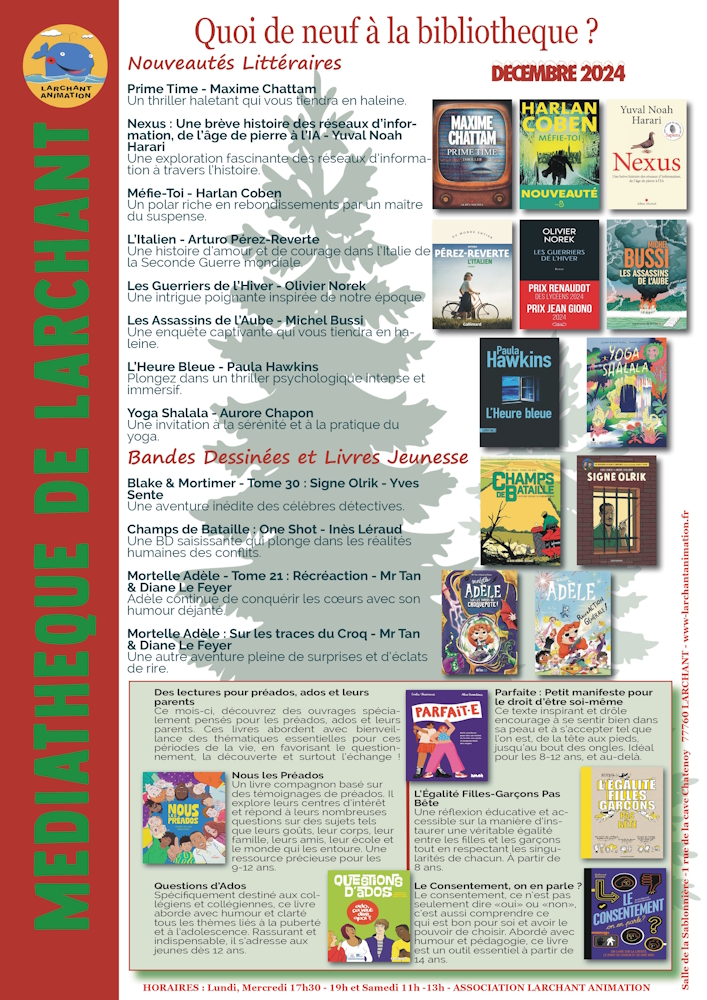 Quoi de neuf à la bibliotheque ?
LARCHANT
ANIMATION
MEDIATHEQUE DE LARCHANT
DECEMBRE 2024
Nouveautés Littéraires
Prime Time - Maxime Chattam
Un thriller haletant qui vous tiendra en haleine.
Nexus : Une brève histoire des réseaux d'infor-
mation, de l'âge de pierre à l'IA - Yuval Noah
Harari
Une exploration fascinante des réseaux d'informa-
tion à travers l'histoire.
Méfie-Toi - Harlan Coben
Un polar riche en rebondissements par un maître
du suspense.
L'Italien - Arturo Pérez-Reverte
Une histoire d'amour et de courage dans l'Italie de
la Seconde Guerre mondiale.
Les Guerriers de l'Hiver - Olivier Norek
Une intrigue poignante inspirée de notre époque.
Les Assassins de l'Aube - Michel Bussi
Une enquête captivante qui vous tiendra en ha-
leine.
L'Heure Bleue - Paula Hawkins
Plongez dans un thriller psychologique intense et
immersif.
Yoga Shalala - Aurore Chapon
Une invitation à la sérénité et à la pratique du
yoga.
MAXIME
CHATTAM
PRIME TIME
THRILLER
HARLAN
COBEN
MÉFIE-TOI
NOUVEAUTÉ
Yuval Noah
Harari
Nexus
PÉREZ-REVERTE
L'ITALIEN
Gallimard
OLIVIER
NOREK
LES GUERRIERS
DE L'HIVER
PRIX RENAUDOT
DES LYCÉENS 2024
PRIX JEAN GIONO
2024
MICHEL
BUSSI
LES ASSASSINS
DE L'AUBE
Paula
Hawkins
L'Heure bleue
YOGA
SHALALA
Bandes Dessinées et Livres Jeunesse
Blake & Mortimer - Tome 30 : Signe Olrik - Yves
Sente
Une aventure inédite des célèbres détectives.
Champs de Bataille : One Shot - Inès Léraud
Une BD saisissante qui plonge dans les réalités
humaines des conflits.
Mortelle Adèle - Tome 21 : Récréaction - Mr Tan
& Diane Le Feyer
Adèle continue de conquérir les cœurs avec son
humour déjanté.
Mortelle Adèle : Sur les traces du Croq - Mr Tan
& Diane Le Feyer
Une autre aventure pleine de surprises et d'éclats
de rire.
CHAMPS
DE BATAILLE
SIGNÉ OLRIK
ADÈLE
ADÈLE
Des lectures pour préados, ados et leurs
parents
Ce mois-ci, découvrez des ouvrages spécia-
lement pensés pour les préados, ados et leurs
parents. Ces livres abordent avec bienveil-
lance des thématiques essentielles pour ces
périodes de la vie, en favorisant le question-
nement, la découverte et surtout l'échange !
PARFAIT·E
Parfaite : Petit manifeste pour
le droit d'être soi-même
Ce texte inspirant et drôle
encourage à se sentir bien dans
sa peau et à s'accepter tel que
l'on est, de la tête aux pieds,
jusqu'au bout des ongles. Idéal
pour les 8-12 ans, et au-delà.
NOUS les
PRÉADOS
Nous les Préados
Un livre compagnon basé sur
des témoignages de préados. Il
explore leurs centres d'intérêt
et répond à leurs nombreuses
questions sur des sujets tels
que leurs goûts, leur corps, leur
famille, leurs amis, leur école et
le monde qui les entoure. Une
ressource précieuse pour les
9-12 ans.
L'Égalité Filles-Garçons Pas
Bête
Une réflexion éducative et ac-
cessible sur la manière d'ins-
taurer une véritable égalité
entre les filles et les garçons
tout en respectant les singu-
larités de chacun. À partir de
8 ans.
L'ÉGALITÉ
FILLES
GARÇONS
PAS
BÊTE
Questions d'Ados
Spécifiquement destiné aux col-
légiens et collégiennes, ce livre
aborde avec humour et clarté
tous les thèmes liés à la puberté
et à l'adolescence. Rassurant et
indispensable, il s'adresse aux
jeunes dès 12 ans.
QUESTIONS
D'ADOS
Le Consentement, on en parle ?
Le consentement, ce n'est pas
seulement dire «oui» ou «non»,
c'est aussi comprendre ce
qui est bon pour soi et avoir le
pouvoir de choisir. Abordé avec
humour et pédagogie, ce livre
est un outil essentiel à partir de
14 ans.
LE
CONSENTEMENT
on en parle ?
Salle de la Sablonnière - 1 rue de la cave Chatenoy 77760 LARCHANT - www.larchantanimation.fr
HORAIRES : Lundi, Mercredi 17h30 - 19h et Samedi 11h -13h - ASSOCIATION LARCHANT ANIMATION